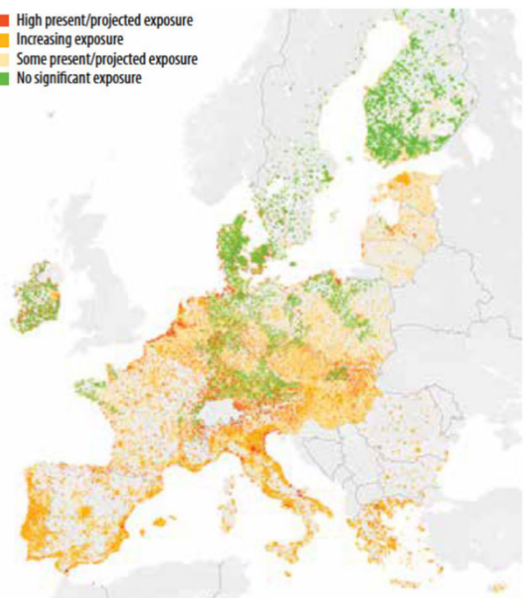 High present/projected exposure
Increasing exposure
Some present/projected exposure
No significant exposure